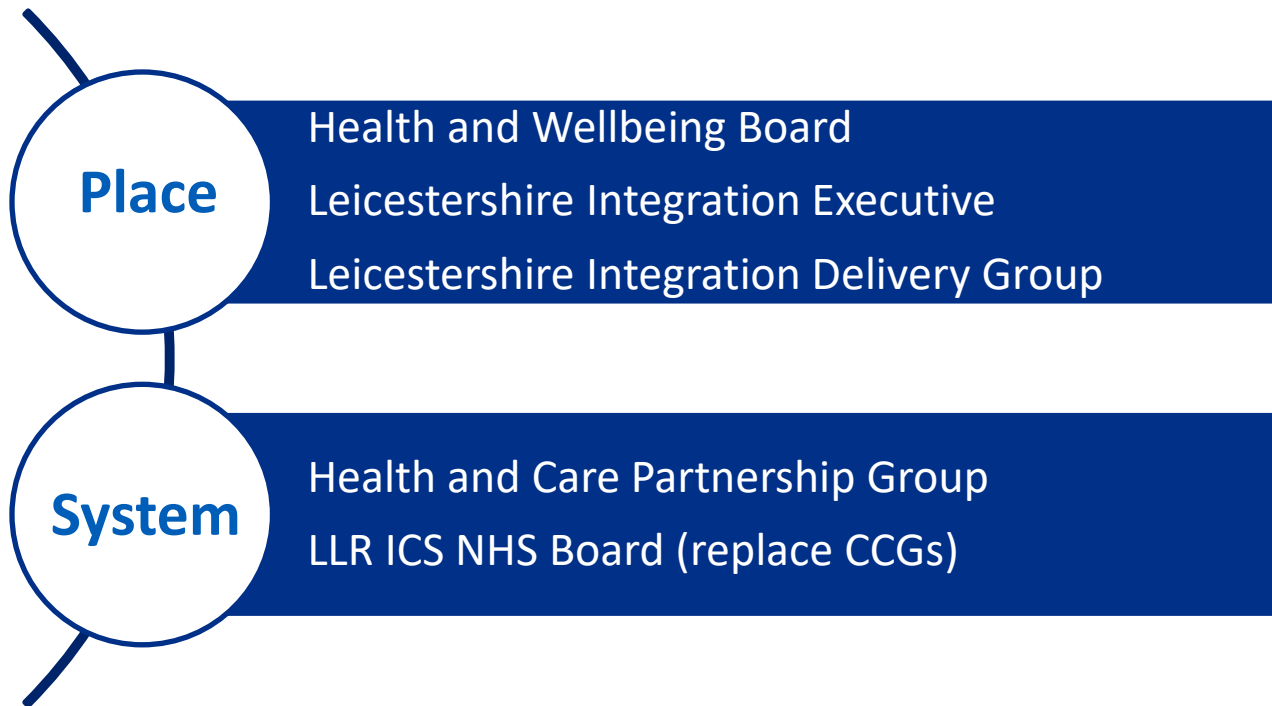 Place
Health and Wellbeing Board
Leicestershire Integration Executive
Leicestershire Integration Delivery Group
System
Health and Care Partnership Group
LLR ICS NHS Board (replace CCGs)